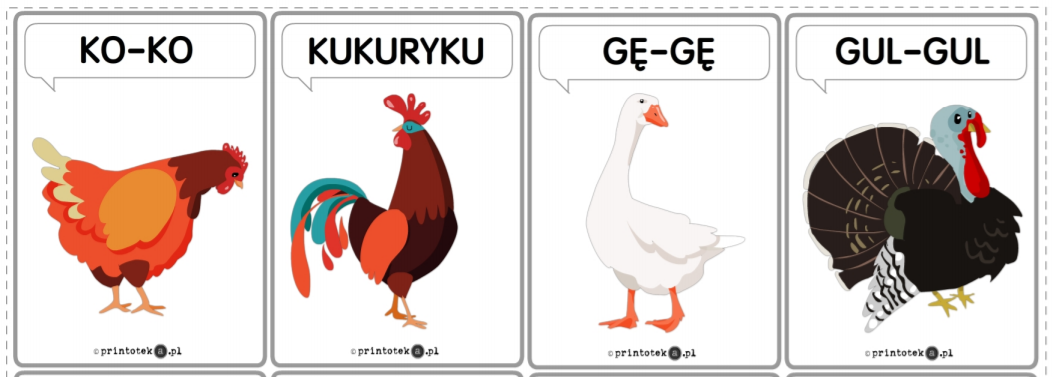 KO-KO
KUKURYKU
GĘ-GĘ
GUL-GUL
© printoteka.pl
© printoteka.pl
© printoteka.pl
© printoteka.pl